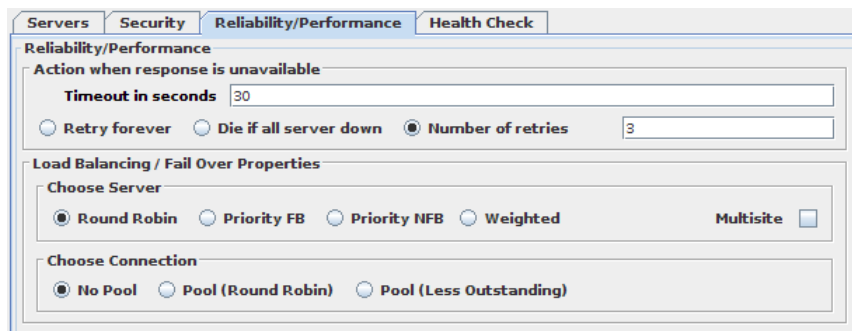 Servers Security Reliability/Performance Health Check
Reliability/Performance
Action when response is unavailable
Timeout in seconds 30
Retry forever Die if all server down Number of retries 3
Load Balancing / Fail Over Properties
Choose Server
Round Robin Priority FB Priority NFB Weighted Multisite
Choose Connection
No Pool Pool (Round Robin) Pool (Less Outstanding)